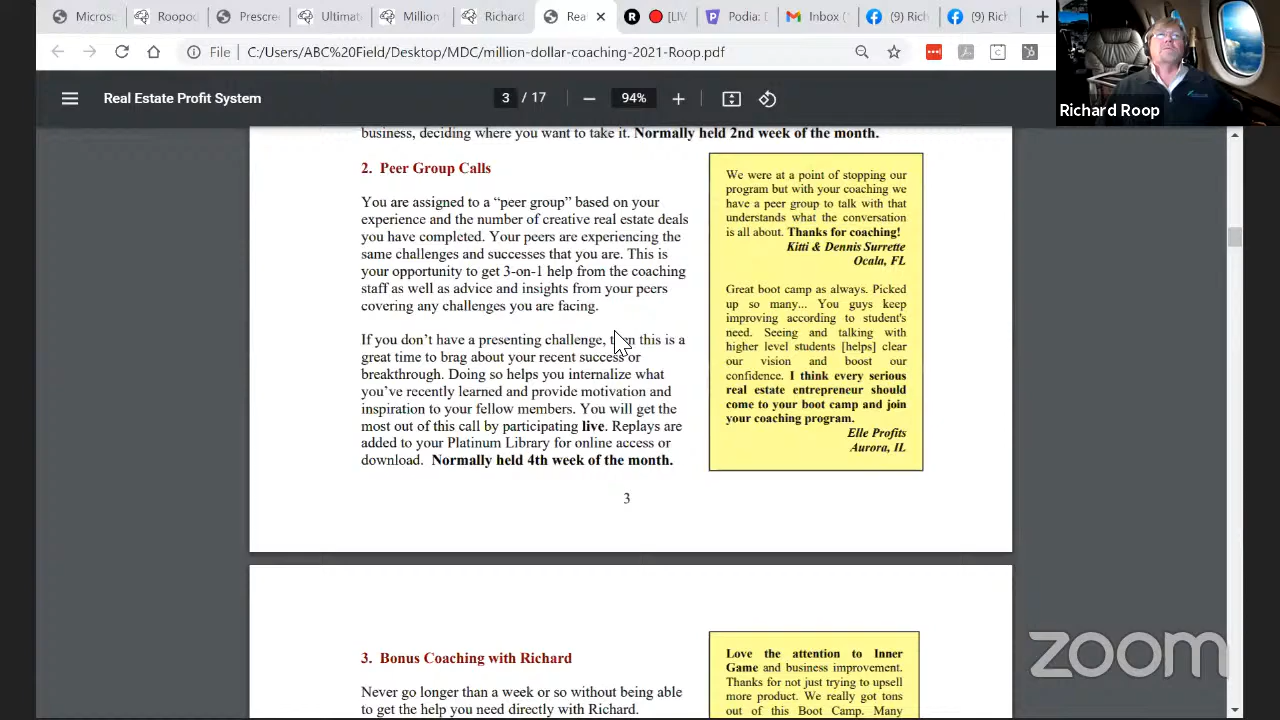 Microso
Roopod
Prescre
Ultimat
Million
Richard
Rea
[LIV
Podia: D
Inbox (
(9) Rich
(9) Rich
File
C:/Users/ABC%20Field/Desktop/MDC/million-dollar-coaching-2021-Roop.pdf
Richard Roop
Real Estate Profit System
3 / 17
94%
business, deciding where you want to take it. Normally held 2nd week of the month.
2. Peer Group Calls
You are assigned to a “peer group” based on your
experience and the number of creative real estate deals
you have completed. Your peers are experiencing the
same challenges and successes that you are. This is
your opportunity to get 3-on-1 help from the coaching
staff as well as advice and insights from your peers
covering any challenges you are facing.
If you don’t have a presenting challenge, then this is a
great time to brag about your recent success or
breakthrough. Doing so helps you internalize what
you’ve recently learned and provide motivation and
inspiration to your fellow members. You will get the
most out of this call by participating live. Replays are
added to your Platinum Library for online access or
download. Normally held 4th week of the month.
We were at a point of stopping our
program but with your coaching we
have a peer group to talk with that
understands what the conversation
is all about. Thanks for coaching!
Kitti & Dennis Surrette
Ocala, FL
Great boot camp as always. Picked
up so many... You guys keep
improving according to student's
need. Seeing and talking with
higher level students [helps] clear
our vision and boost our
confidence. I think every serious
real estate entrepreneur should
come to your boot camp and join
your coaching program.
Elle Profits
Aurora, IL
3
3. Bonus Coaching with Richard
Never go longer than a week or so without being able
to get the help you need directly with Richard.
Love the attention to Inner
Game and business improvement.
Thanks for not just trying to upsell
more product. We really got tons
out of this Boot Camp. Many
zoom